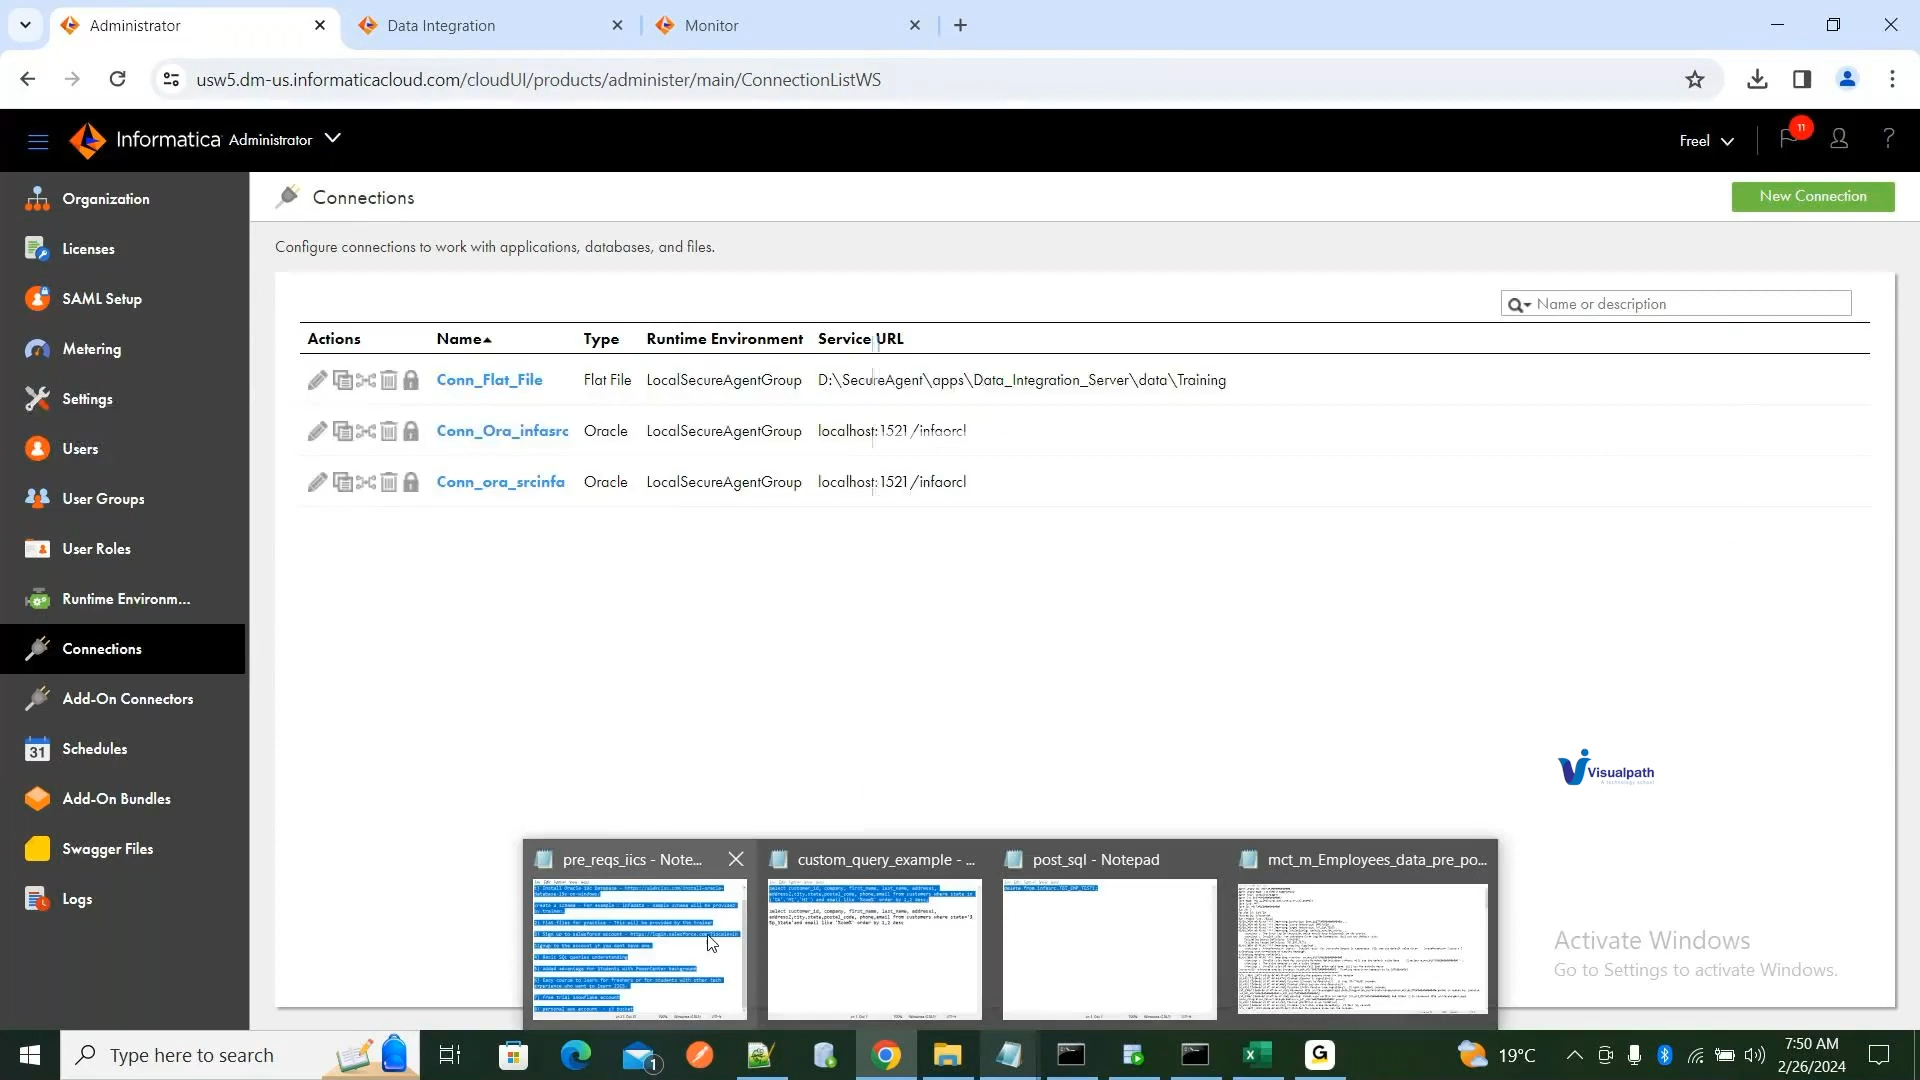 Administrator
Data Integration
Monitor
usw5.dm-us.informaticacloud.com/cloudUI/products/administer/main/ConnectionListWS
Informatica Administrator
Freel
11
?
Organization
Licenses
SAML Setup
Metering
Settings
Users
User Groups
User Roles
Runtime Environm...
Connections
Add-On Connectors
31 Schedules
Add-On Bundles
Swagger Files
Logs
Connections
New Connection
Configure connections to work with applications, databases, and files.
Name or description
Actions Name Type Runtime Environment Service URL
Conn_Flat_File Flat File LocalSecureAgentGroup D:\SecureAgent\apps\Data_Integration_Server\data\Training
Conn_Ora_infasrc Oracle LocalSecureAgentGroup localhost:1521/infaorcl
Conn_ora_srcinfa Oracle LocalSecureAgentGroup localhost:1521/infaorcl
Visualpath
pre_reqs_iics - Note...
custom_query_example - ...
post_sql - Notepad
mct_m_Employees_data_pre_po...
Activate Windows
Go to Settings to activate Windows.
Type here to search
1
G
19°C
7:50 AM
2/26/2024